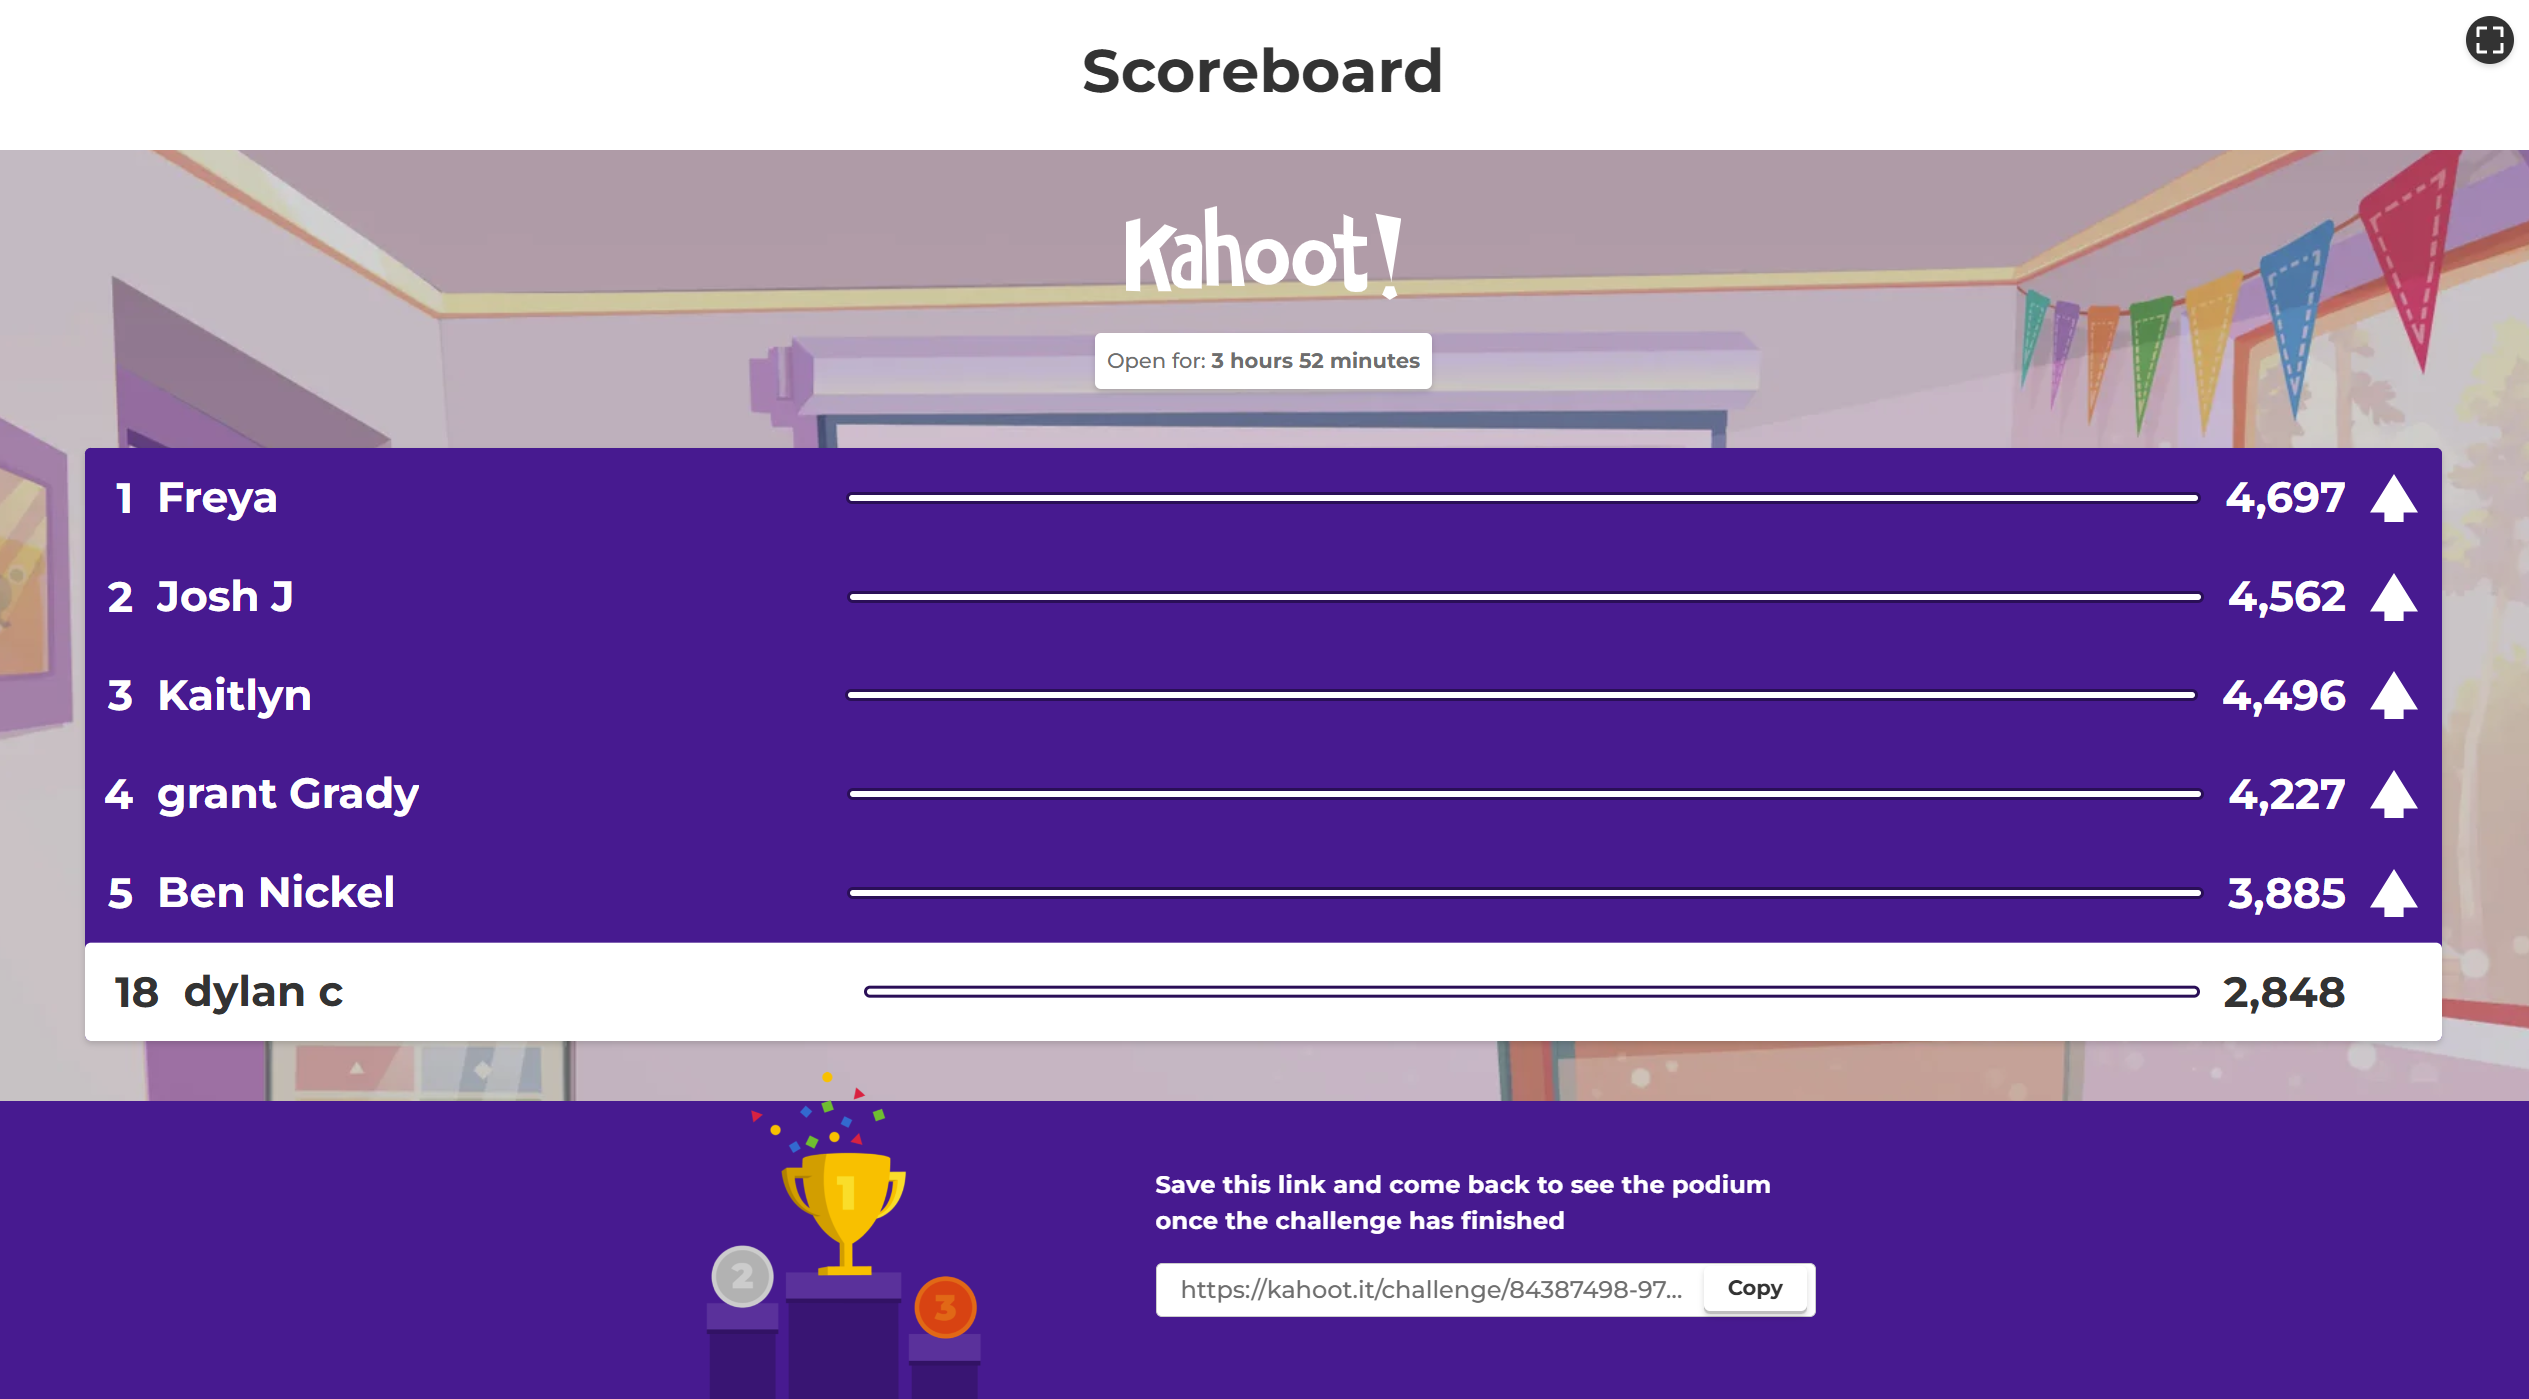 Scoreboard
Kahoot!
Open for: 3 hours 52 minutes
1 Freya 4,697
2 Josh J 4,562
3 Kaitlyn 4,496
4 grant Grady 4,227
5 Ben Nickel 3,885
18 dylan c 2,848
1
2
3
Save this link and come back to see the podium
once the challenge has finished
https://kahoot.it/challenge/84387498-97... Copy